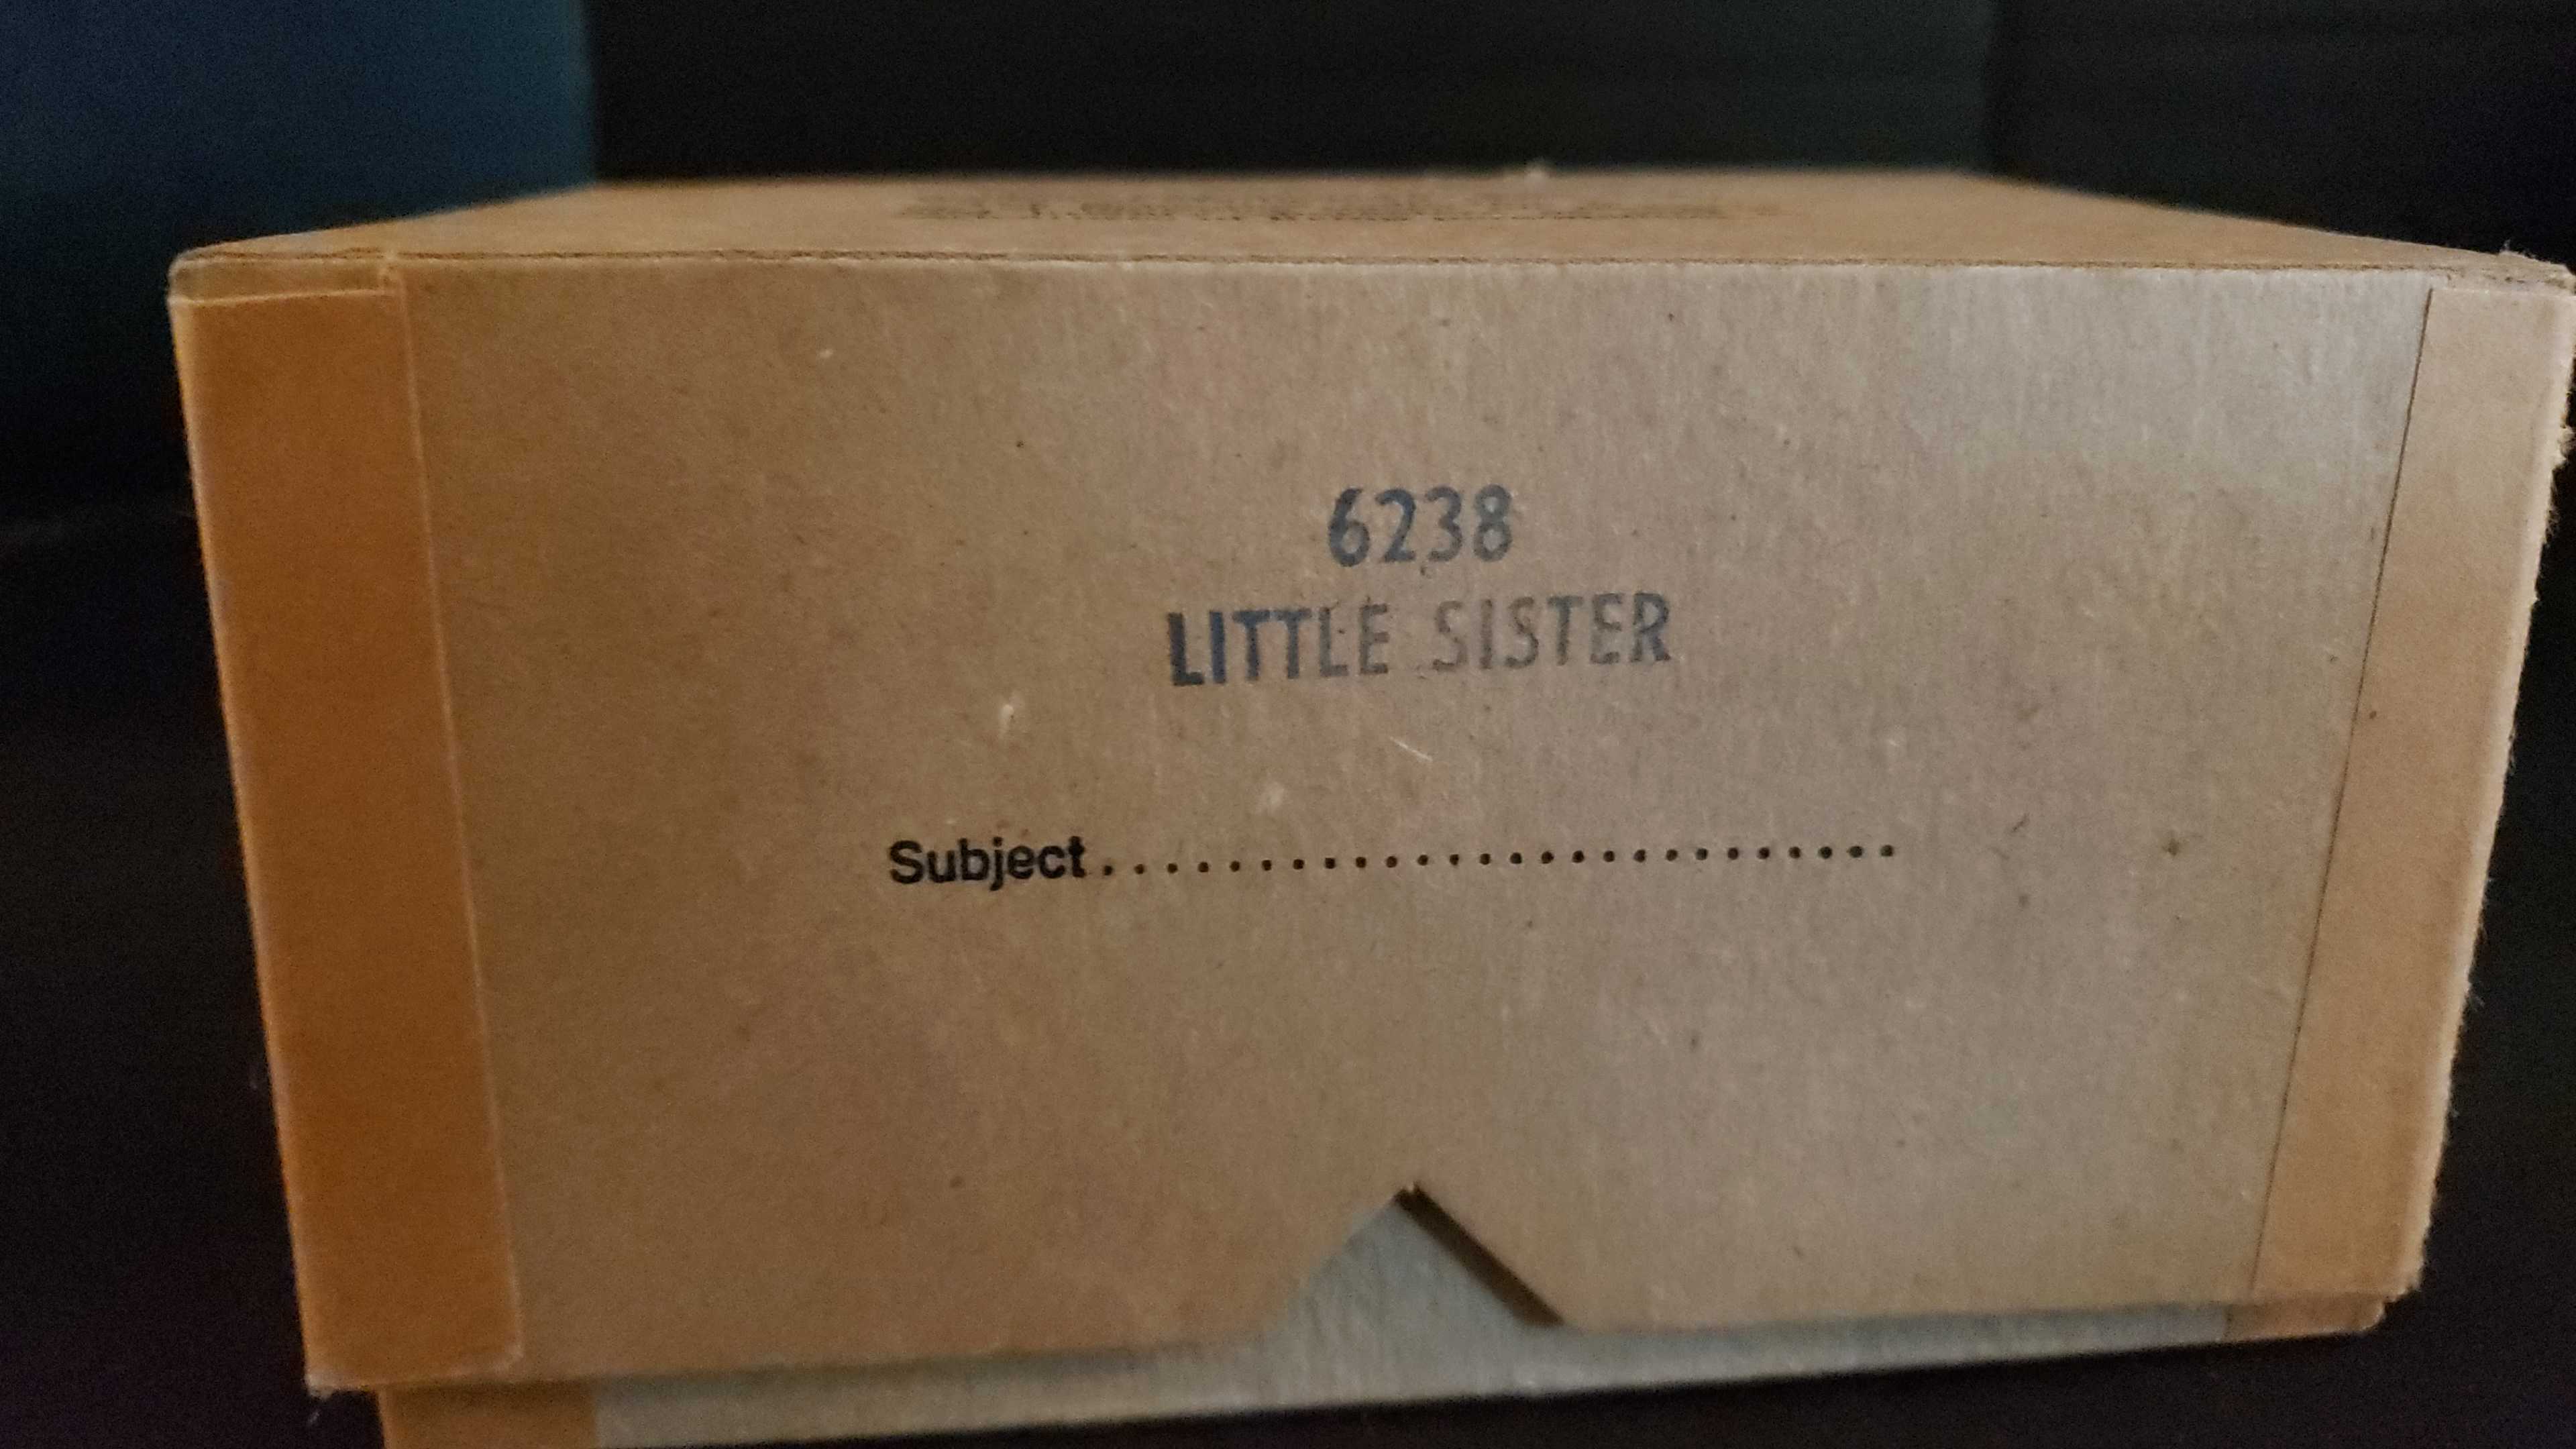 6238
LITTLE SISTER
Subject................................